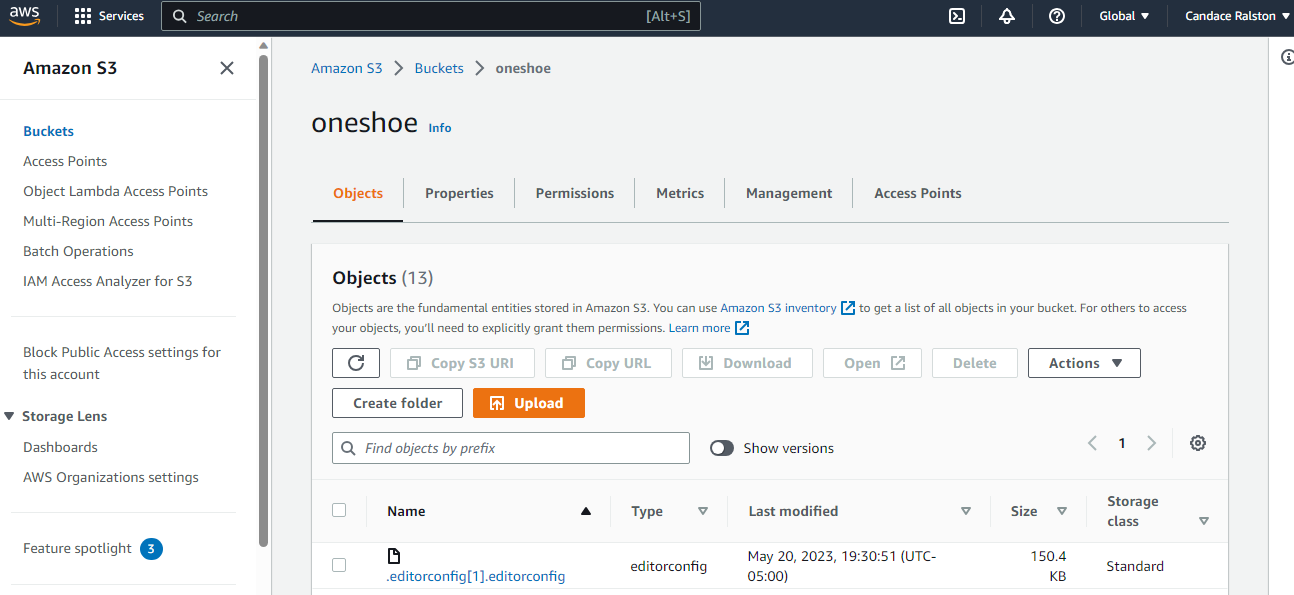 aws
Services
Search
[Alt+S]
Global
Candace Ralston
Amazon S3
Buckets
Access Points
Object Lambda Access Points
Multi-Region Access Points
Batch Operations
IAM Access Analyzer for S3
Block Public Access settings for
this account
Storage Lens
Dashboards
AWS Organizations settings
Feature spotlight 3
Amazon S3 > Buckets > oneshoe
oneshoe Info
Objects
Properties
Permissions
Metrics
Management
Access Points
Objects (13)
Objects are the fundamental entities stored in Amazon S3. You can use Amazon S3 inventory to get a list of all objects in your bucket. For others to access
your objects, you'll need to explicitly grant them permissions. Learn more
Copy S3 URI
Copy URL
Download
Open
Delete
Actions
Create folder
Upload
Find objects by prefix
Show versions
1
Name
Type
Last modified
Size
Storage
class
.editorconfig[1].editorconfig
editorconfig
May 20, 2023, 19:30:51 (UTC-
05:00)
150.4
KB
Standard